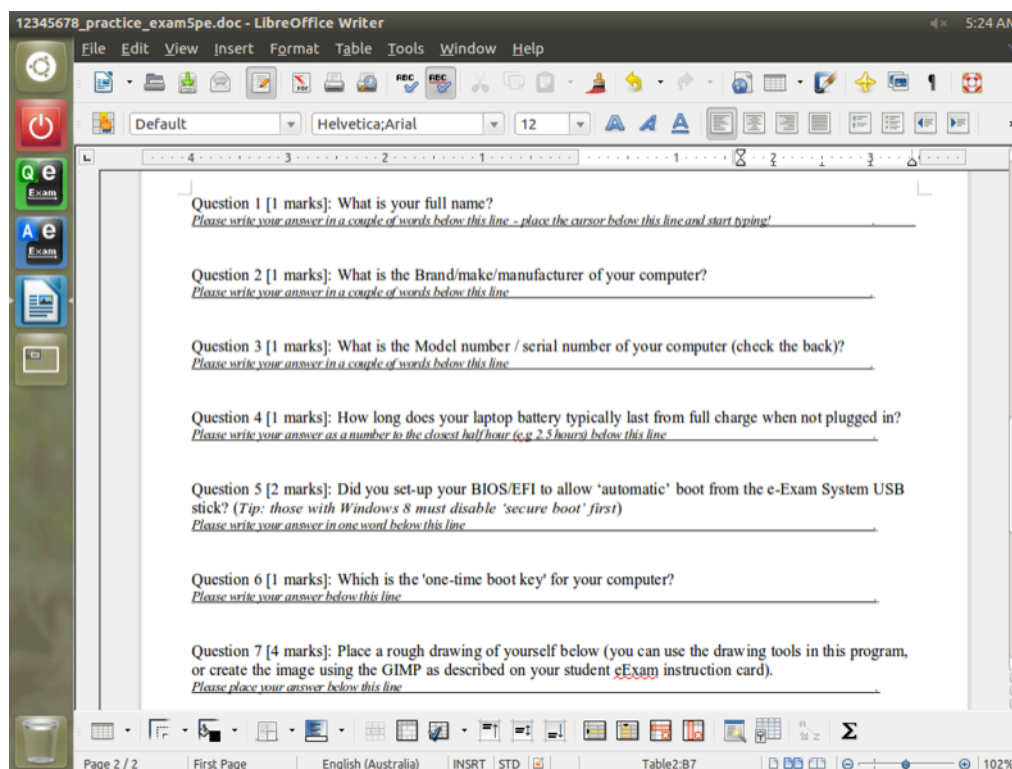 12345678_practice_exam5pe.doc - LibreOffice Writer
5:24 AM
File Edit View Insert Format Table Tools Window Help
Default
Helvetica;Arial
12
Q e
Exam
A e
Exam
4 3 2 1 1 2 3
Question 1 [1 marks]: What is your full name?
Please write your answer in a couple of words below this line - place the cursor below this line and start typing!
Question 2 [1 marks]: What is the Brand/make/manufacturer of your computer?
Please write your answer in a couple of words below this line
Question 3 [1 marks]: What is the Model number / serial number of your computer (check the back)?
Please write your answer in a couple of words below this line
Question 4 [1 marks]: How long does your laptop battery typically last from full charge when not plugged in?
Please write your answer as a number to the closest half hour (e.g 2.5 hours) below this line
Question 5 [2 marks]: Did you set-up your BIOS/EFI to allow ‘automatic’ boot from the e-Exam System USB
stick? (Tip: those with Windows 8 must disable ‘secure boot’ first)
Please write your answer in one word below this line
Question 6 [1 marks]: Which is the 'one-time boot key' for your computer?
Please write your answer below this line
Question 7 [4 marks]: Place a rough drawing of yourself below (you can use the drawing tools in this program,
or create the image using the GIMP as described on your student eExam instruction card).
Please place your answer below this line
Page 2 / 2
First Page
English (Australia)
INSRT
STD
Table2:B7
102%